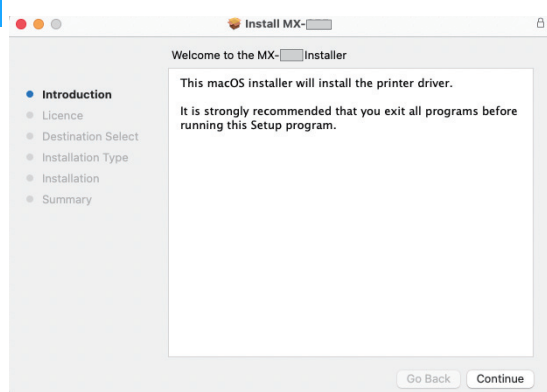 Install MX-
Welcome to the MX- Installer
This macOS installer will install the printer driver.
It is strongly recommended that you exit all programs before
running this Setup program.
Introduction
Licence
Destination Select
Installation Type
Installation
Summary
Go Back
Continue